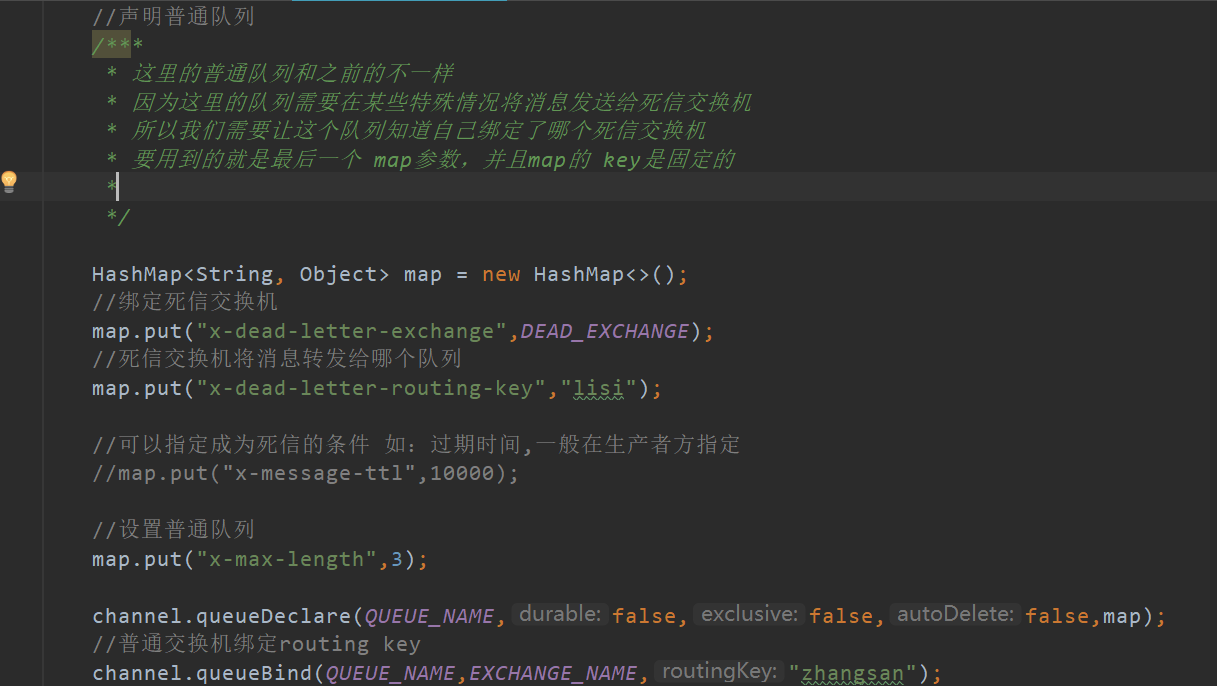 //声明普通队列
/***
* 这里的普通队列和之前的不一样
* 因为这里的队列需要在某些特殊情况将消息发送给死信交换机
* 所以我们需要让这个队列知道自己绑定了哪个死信交换机
* 要用到的就是最后一个 map参数，并且map的 key是固定的
*
*/
HashMap<String, Object> map = new HashMap<>();
//绑定死信交换机
map.put("x-dead-letter-exchange",DEAD_EXCHANGE);
//死信交换机将消息转发给哪个队列
map.put("x-dead-letter-routing-key","lisi");
//可以指定成为死信的条件 如：过期时间,一般在生产者方指定
//map.put("x-message-ttl",10000);
//设置普通队列
map.put("x-max-length",3);
channel.queueDeclare(QUEUE_NAME, durable: false, exclusive: false, autoDelete: false,map);
//普通交换机绑定routing key
channel.queueBind(QUEUE_NAME,EXCHANGE_NAME, routingKey: "zhangsan");